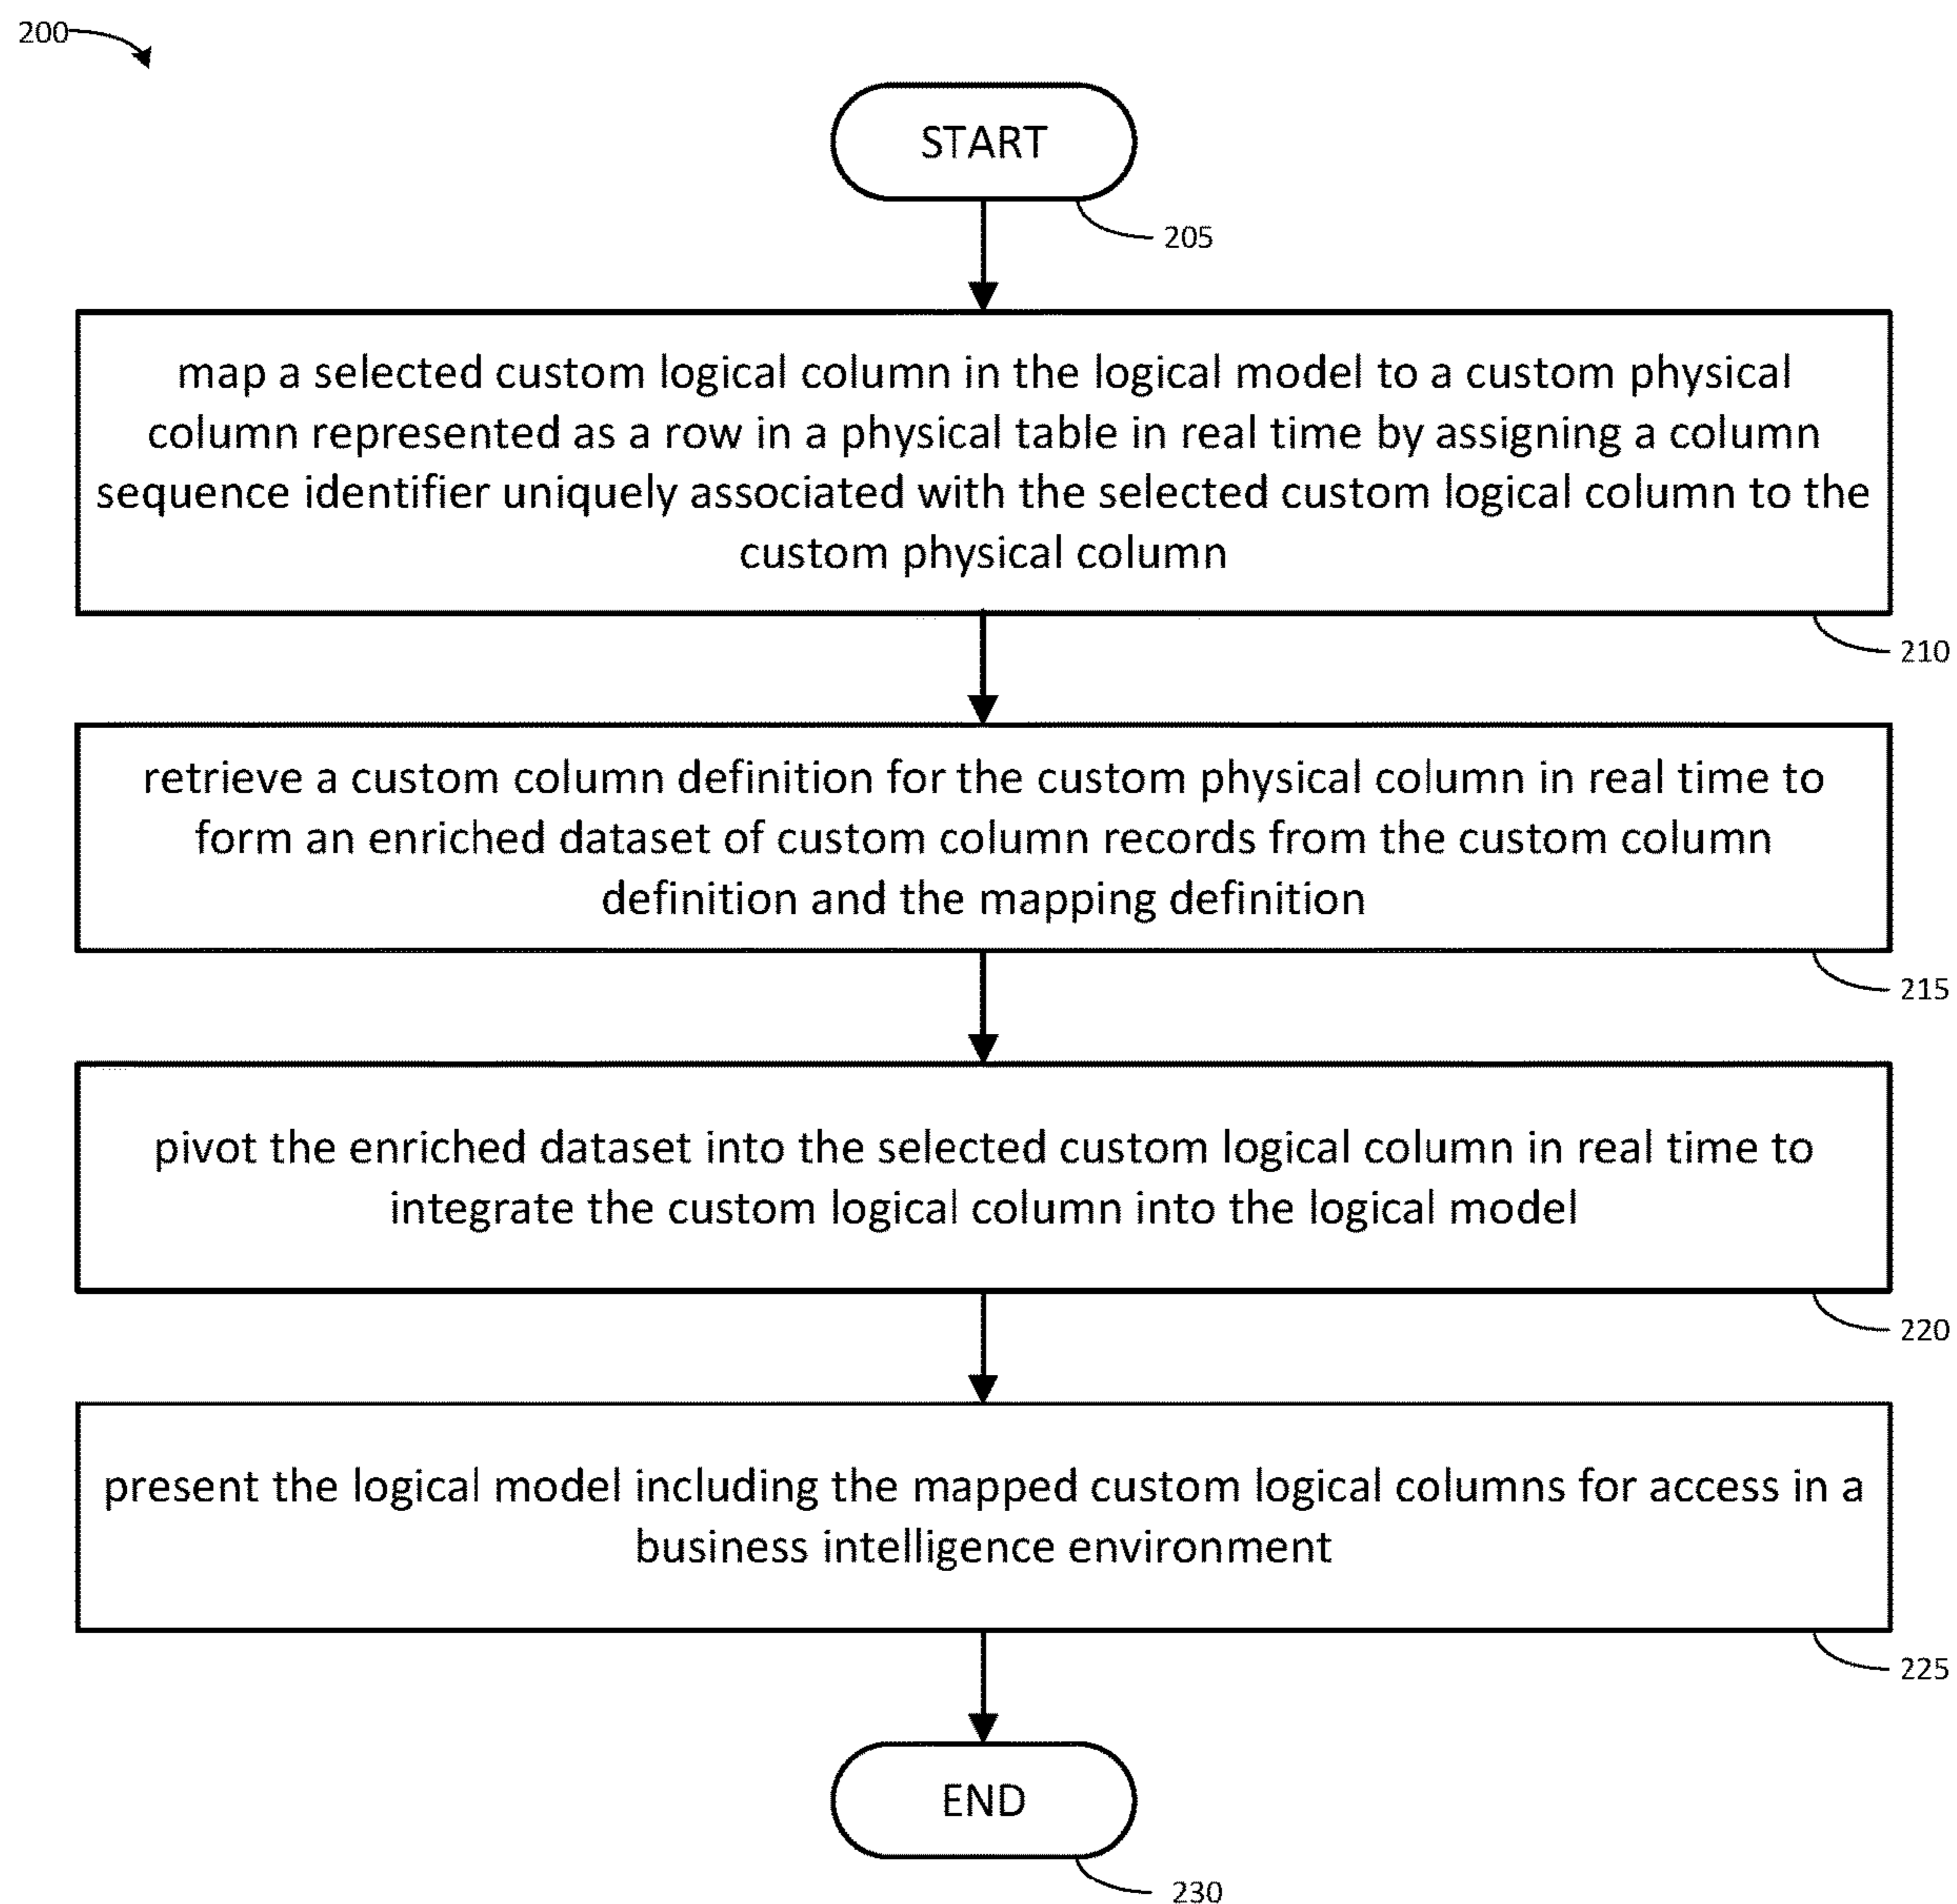 200
START
205
map a selected custom logical column in the logical model to a custom physical
column represented as a row in a physical table in real time by assigning a column
sequence identifier uniquely associated with the selected custom logical column to the
custom physical column
210
retrieve a custom column definition for the custom physical column in real time to
form an enriched dataset of custom column records from the custom column
definition and the mapping definition
215
pivot the enriched dataset into the selected custom logical column in real time to
integrate the custom logical column into the logical model
220
present the logical model including the mapped custom logical columns for access in a
business intelligence environment
225
END
230